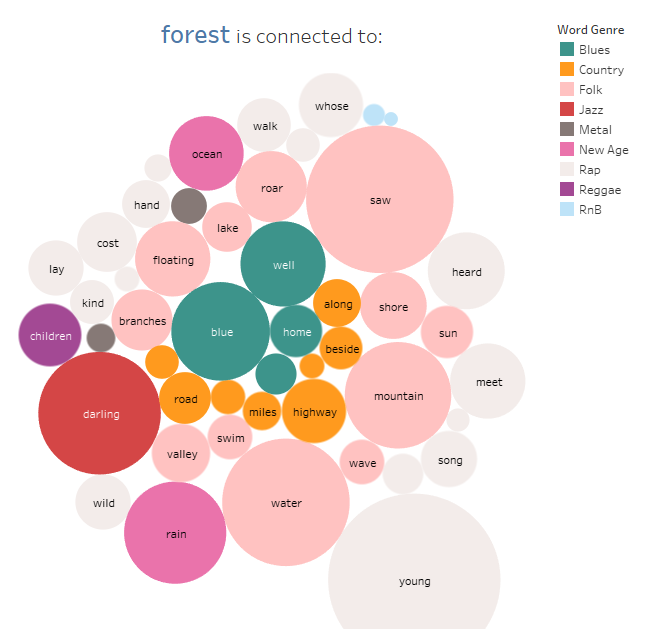 forest is connected to:
Word Genre
Blues
Country
Folk
Jazz
Metal
New Age
Rap
Reggae
RnB
whose
walk
ocean
roar
saw
hand
lake
cost
floating
well
heard
lay
kind
along
shore
branches
children
blue
home
sun
beside
mountain
meet
road
miles
highway
darling
swim
valley
wave
song
wild
water
rain
young